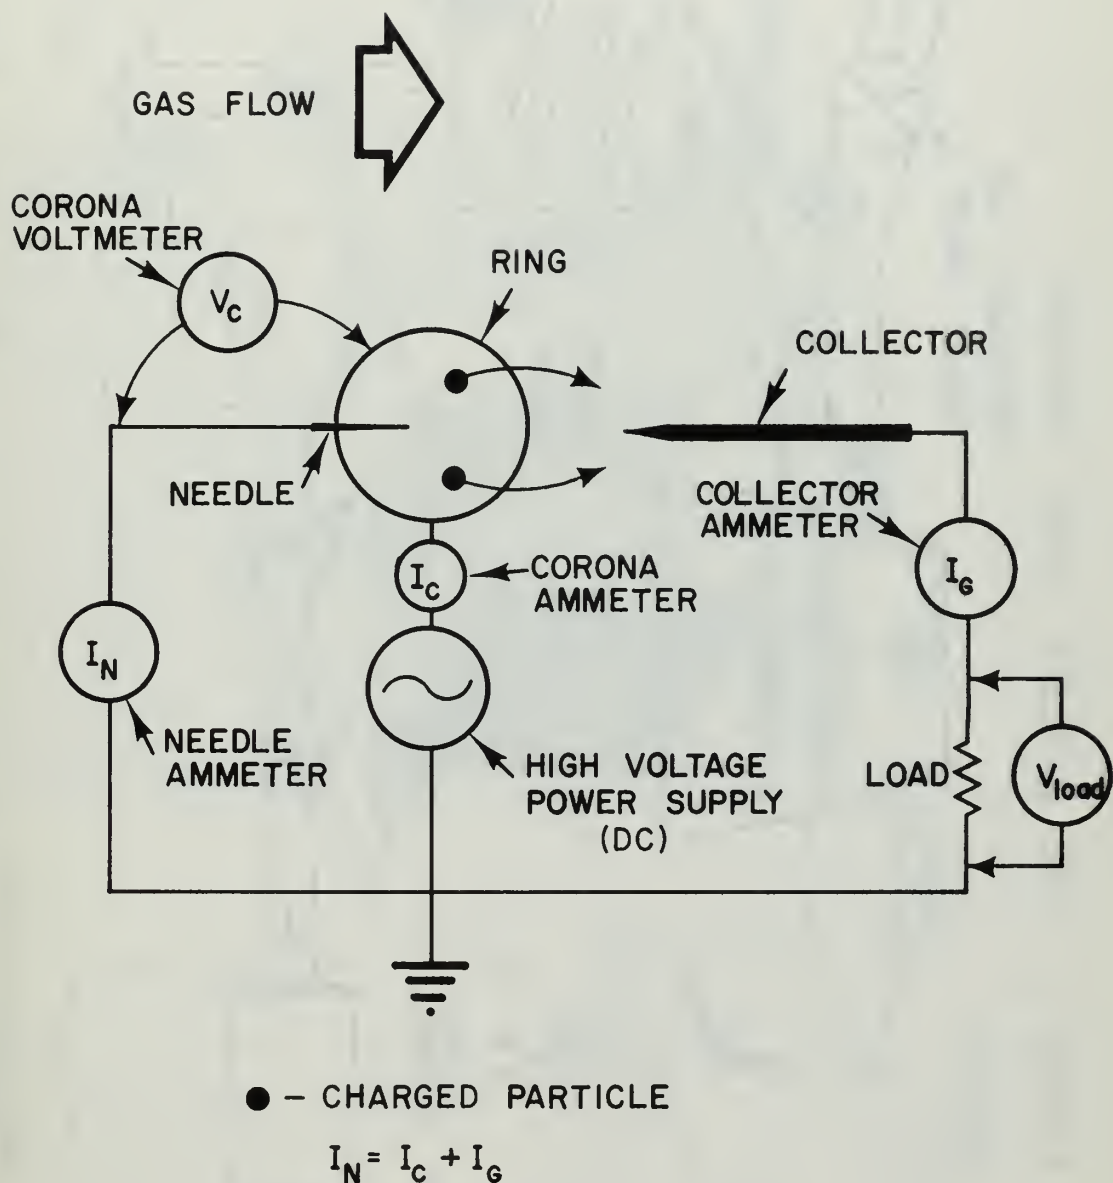 GAS FLOW
CORONA
VOLTMETER
V_C
RING
COLLECTOR
NEEDLE
COLLECTOR
AMMETER
I_C
CORONA
AMMETER
I_G
I_N
NEEDLE
AMMETER
HIGH VOLTAGE
POWER SUPPLY
(DC)
LOAD
V_load
● – CHARGED PARTICLE
I_N = I_C + I_G